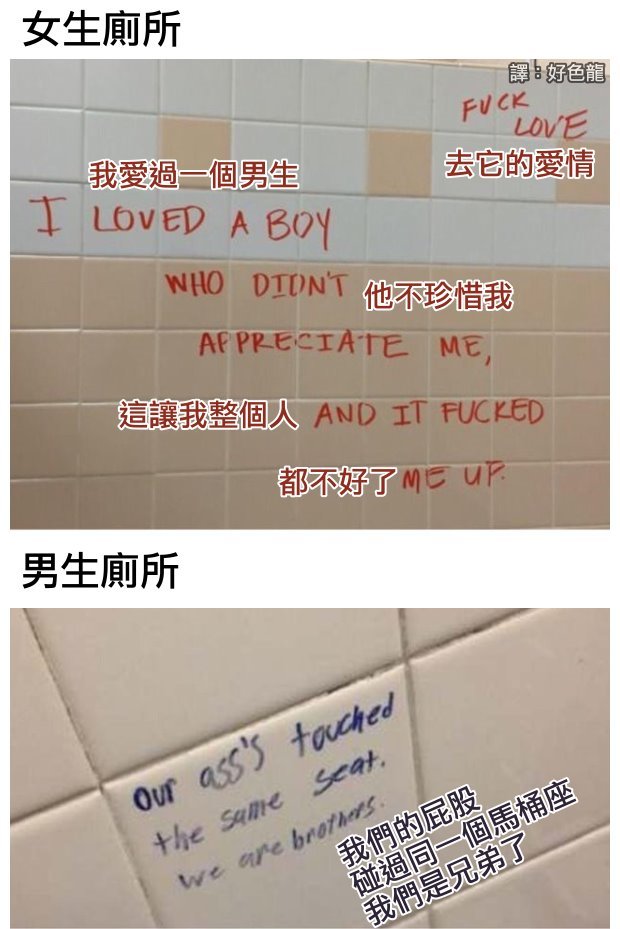 女生廁所
譯：好色龍
FUCK
LOVE
去它的愛情
我愛過一個男生
I LOVED A BOY
WHO DIDN'T 他不珍惜我
APPRECIATE ME,
這讓我整個人 AND IT FUCKED
都不好了 ME UP.
男生廁所
our ass's touched
the same seat.
we are brothers.
我們的屁股
碰過同一個馬桶座
我們是兄弟了